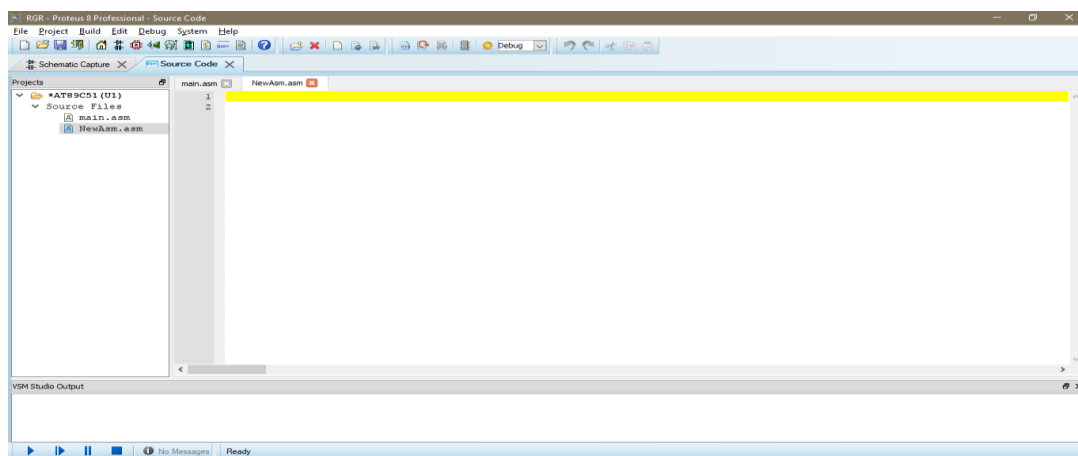 RGR - Proteus 8 Professional - Source Code
File Project Build Edit Debug System Help
Debug
Schematic Capture Source Code
Projects
main.asm NewAsm.asm
*AT89C51 (U1)
Source Files
main.asm
NewAsm.asm
1
2
VSM Studio Output
No Messages Ready